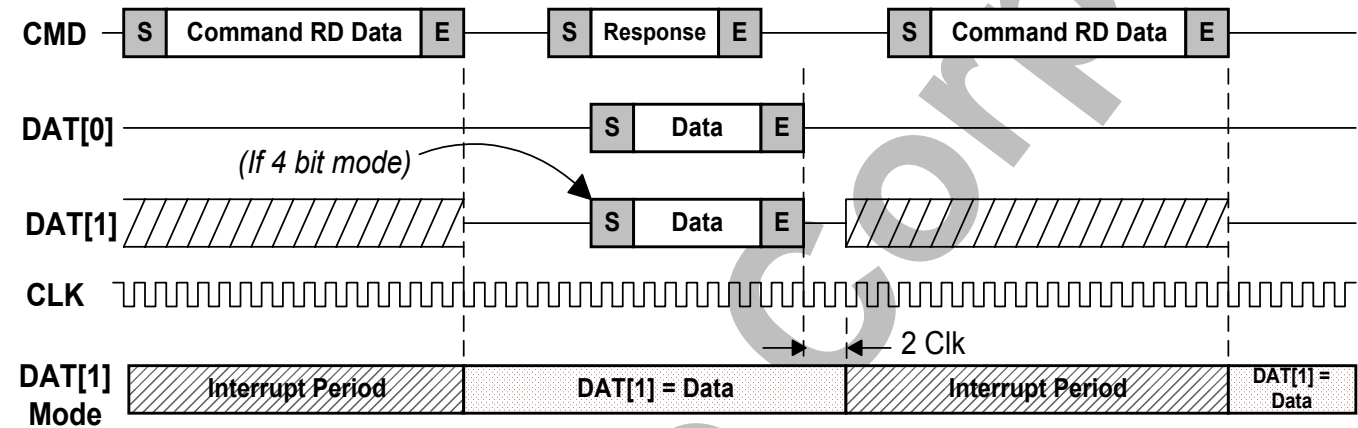 CMD S Command RD Data E S Response E S Command RD Data E
DAT[0] S Data E
(If 4 bit mode)
DAT[1] S Data E
CLK
2 Clk
DAT[1] Mode Interrupt Period DAT[1] = Data Interrupt Period DAT[1] = Data
Corp